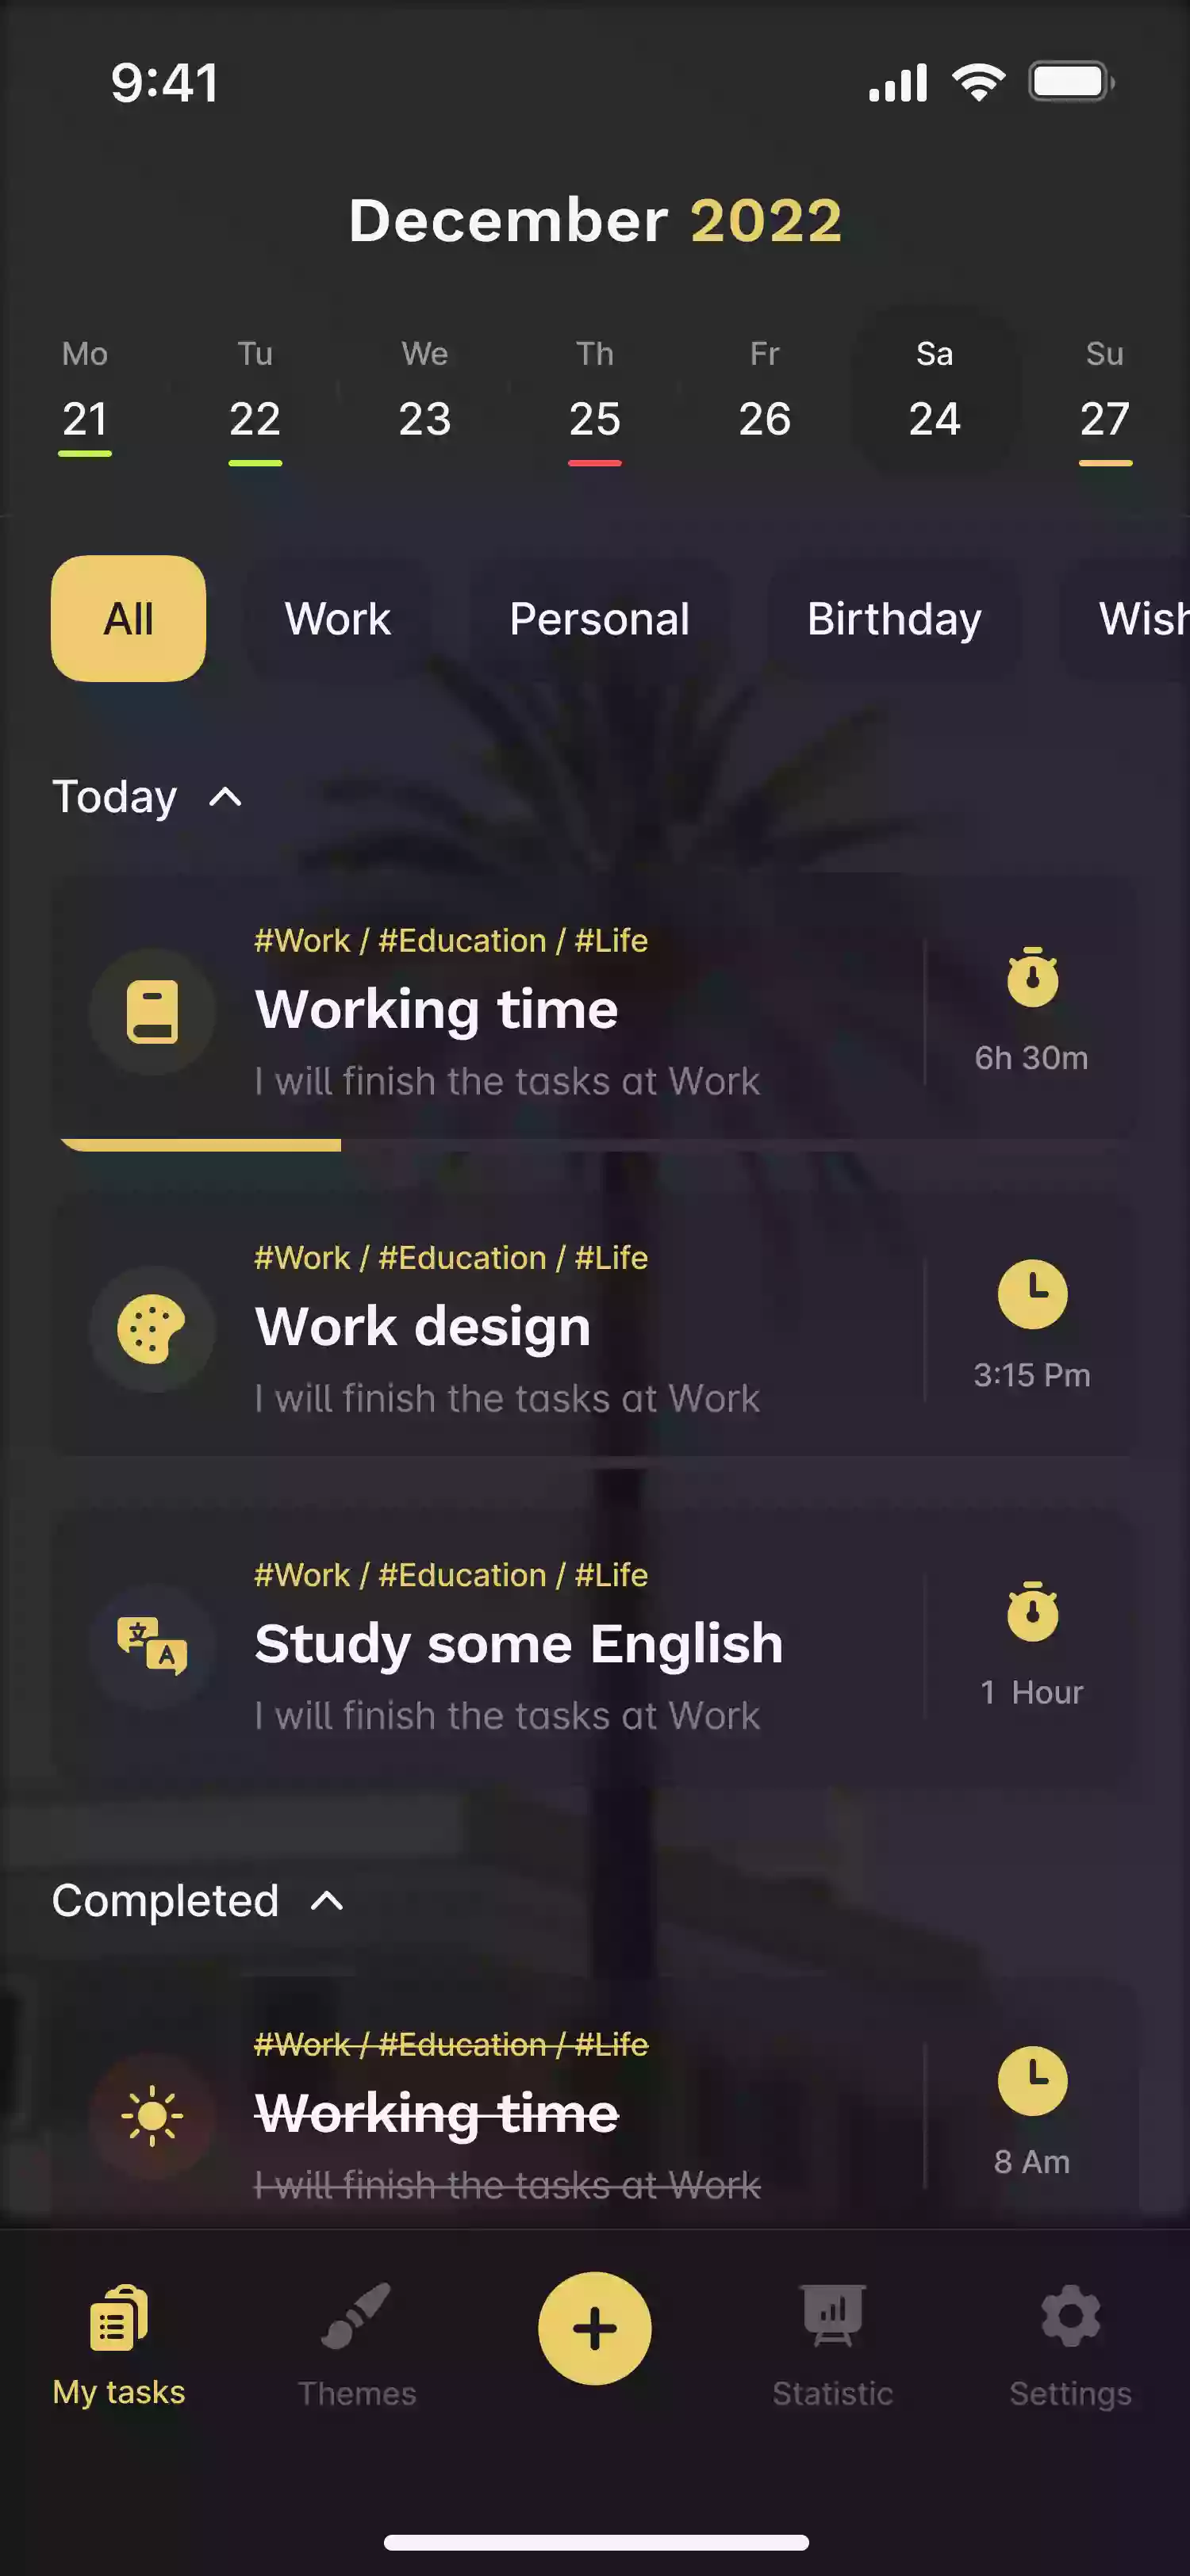 9:41
December 2022
Mo Tu We Th Fr Sa Su
21 22 23 25 26 24 27
All Work Personal Birthday Wish
Today
#Work / #Education / #Life
Working time
I will finish the tasks at Work
6h 30m
#Work / #Education / #Life
Work design
I will finish the tasks at Work
3:15 Pm
文 A
#Work / #Education / #Life
Study some English
I will finish the tasks at Work
1 Hour
Completed
#Work / #Education / #Life
Working time
I will finish the tasks at Work
8 Am
My tasks Themes Statistic Settings